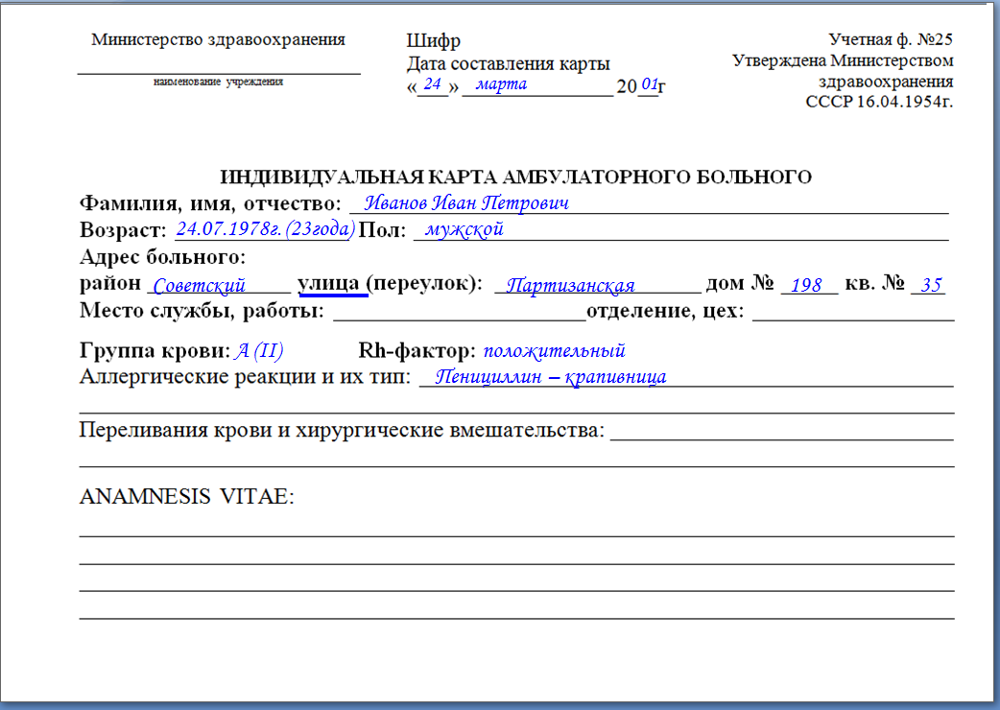 Министерство здравоохранения
наименование учреждения
Шифр
Дата составления карты
«24» марта 2001г
Учетная ф. №25
Утверждена Министерством
здравоохранения
СССР 16.04.1954г.
ИНДИВИДУАЛЬНАЯ КАРТА АМБУЛАТОРНОГО БОЛЬНОГО
Фамилия, имя, отчество: Иванов Иван Петрович
Возраст: 24.07.1978г. (23года) Пол: мужской
Адрес больного:
район Советский улица (переулок): Партизанская дом № 198 кв. № 35
Место службы, работы: отделение, цех:
Группа крови: А (II) Rh-фактор: положительный
Аллергические реакции и их тип: Пенициллин – крапивница
Переливания крови и хирургические вмешательства:
ANAMNESIS VITAE: